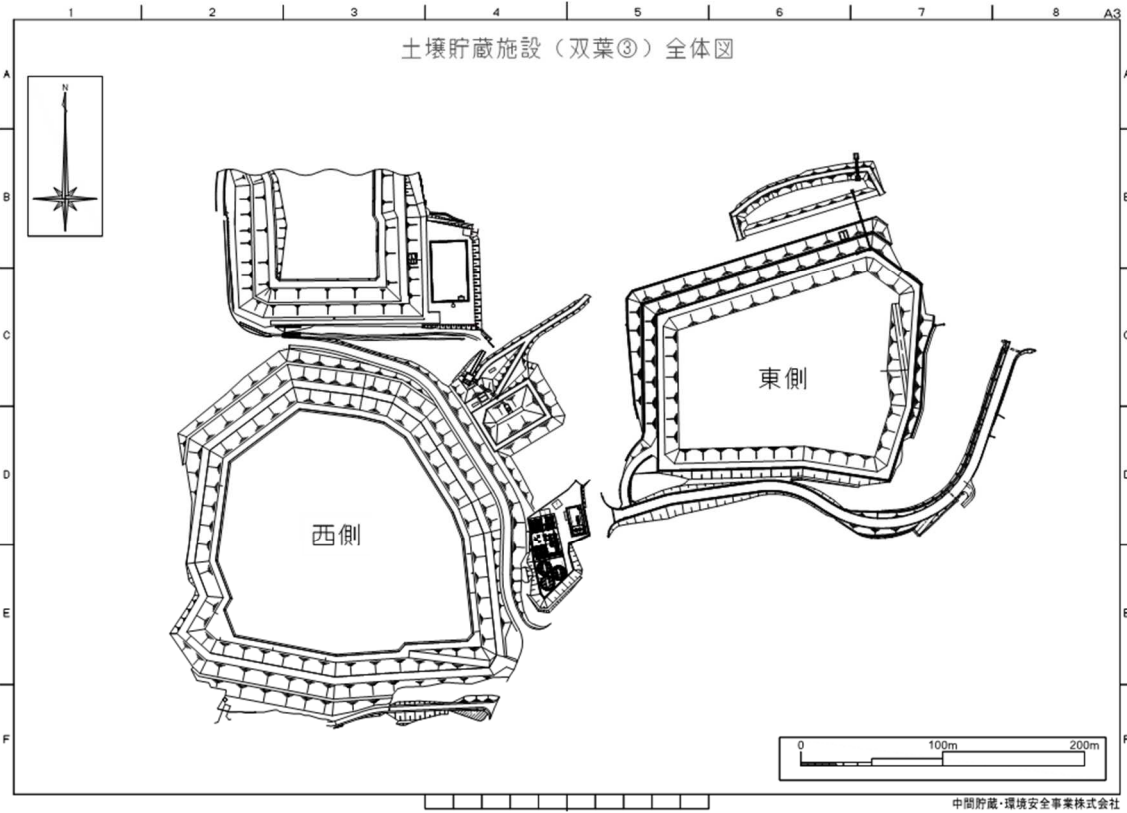 1 2 3 4 5 6 7 8 A3
土壌貯蔵施設（双葉③）全体図
A A
N
B B
C C
東側
D D
西側
E E
F F
0 100m 200m
中間貯蔵・環境安全事業株式会社